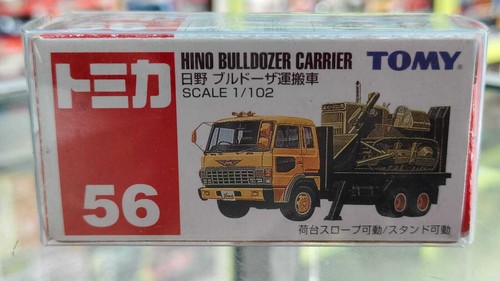 トミカ
56
HINO BULLDOZER CARRIER
日野 ブルドーザ運搬車
SCALE 1/102
TOMY
荷台スロープ可動/スタンド可動